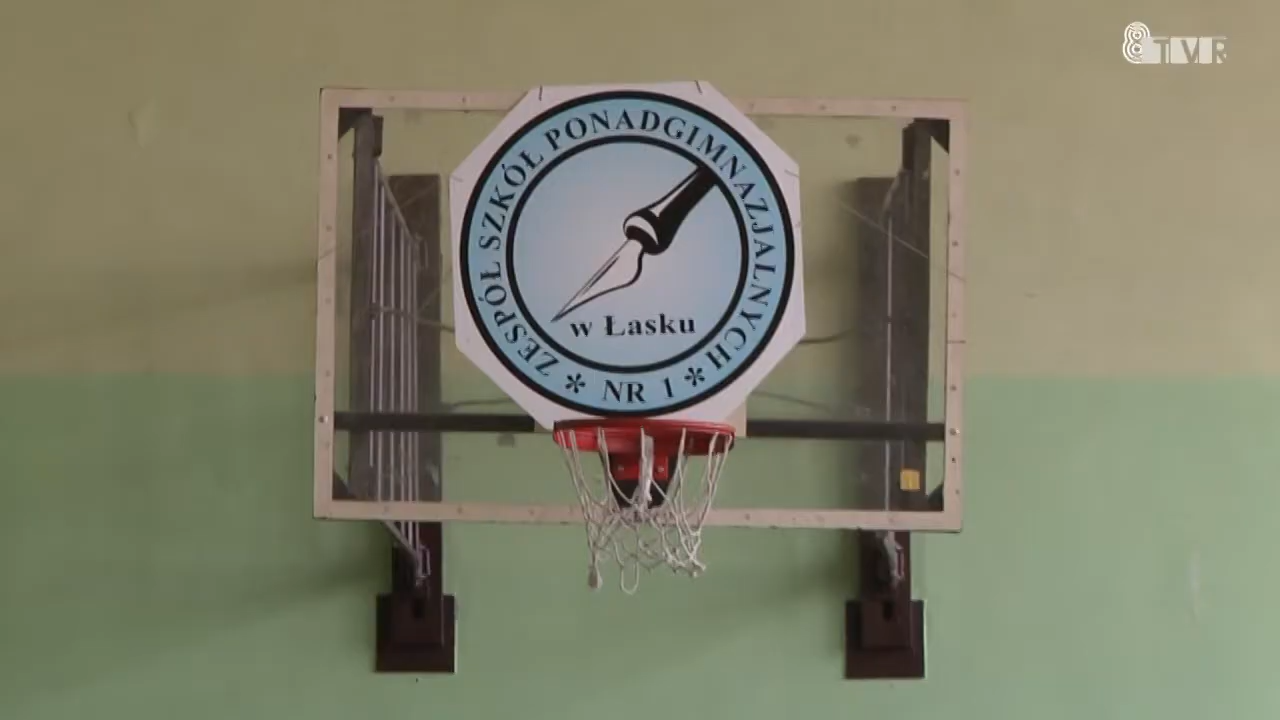 TVR
ZESPÓŁ SZKÓŁ PONADGIMNAZJALNYCH
w Łasku
* NR 1 *